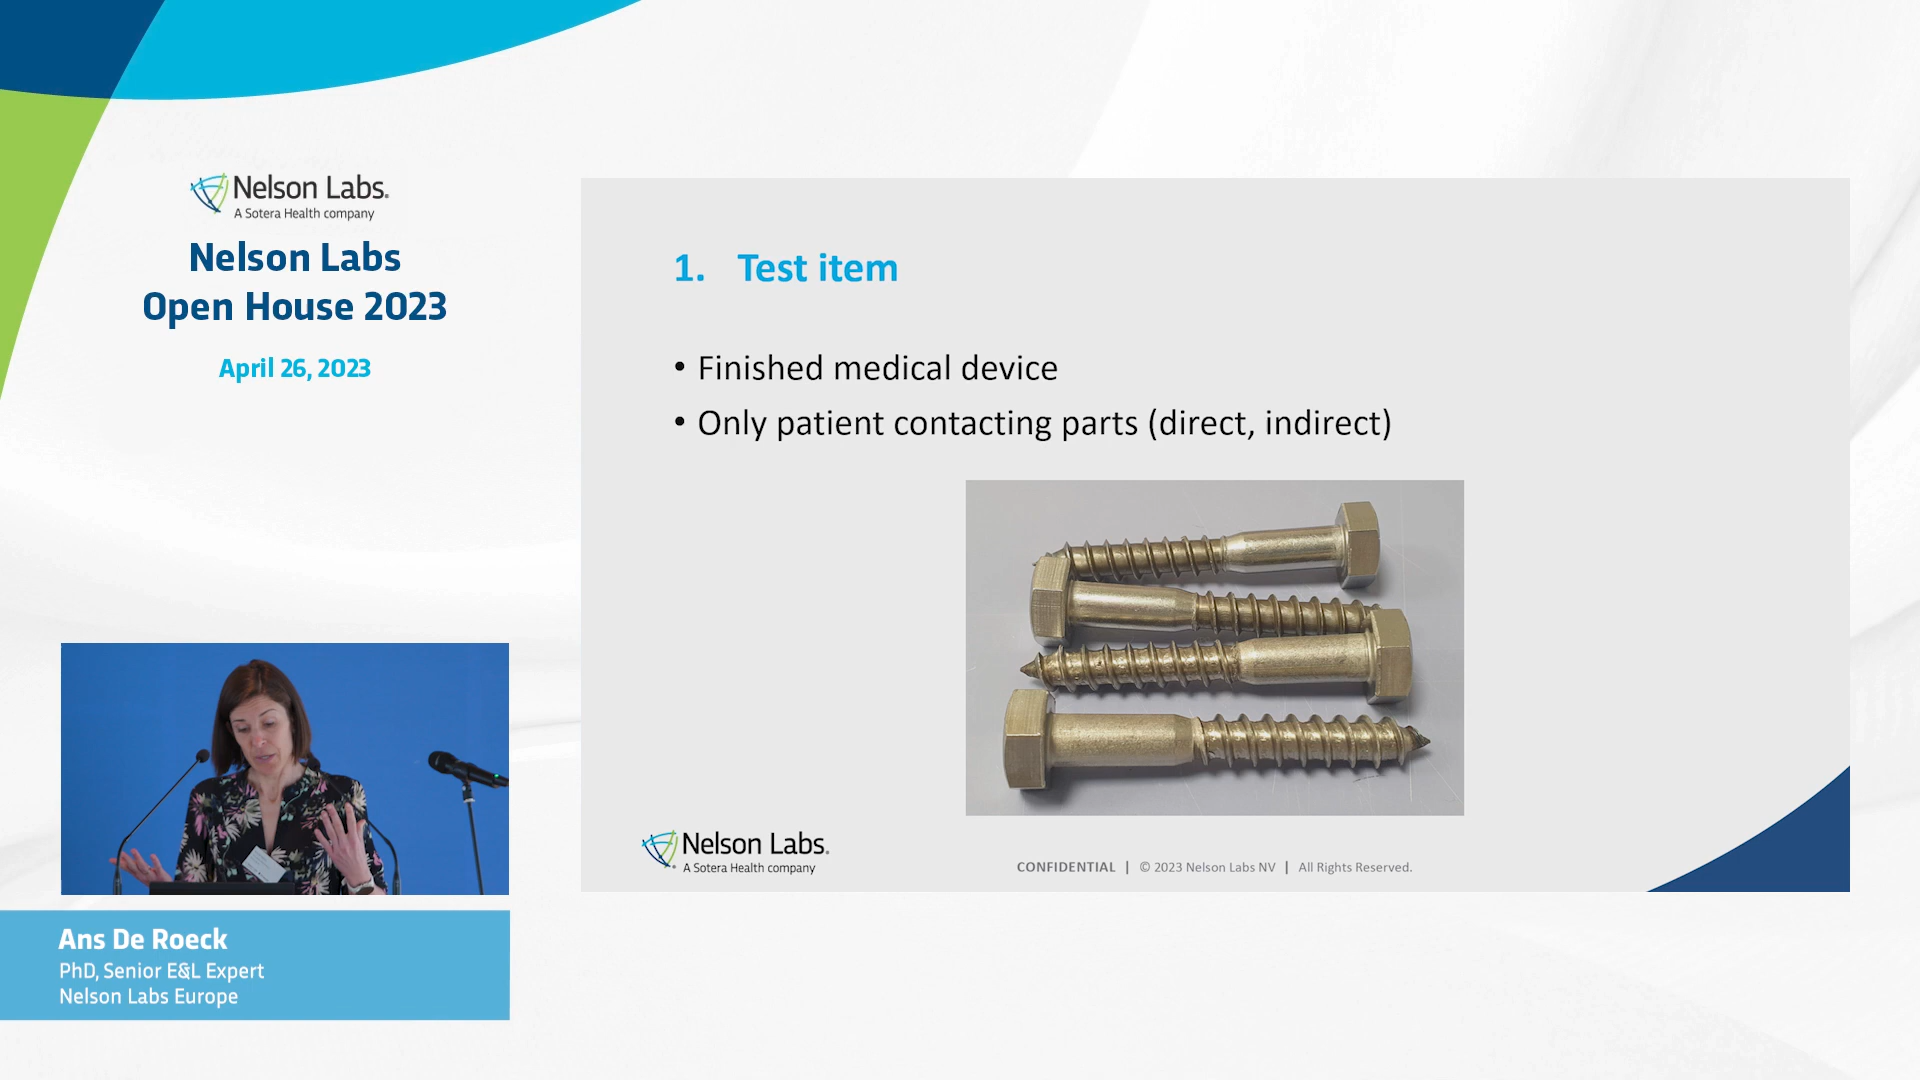 Nelson Labs.
A Sotera Health company
Nelson Labs
Open House 2023
April 26, 2023
1. Test item
• Finished medical device
• Only patient contacting parts (direct, indirect)
Nelson Labs.
A Sotera Health company
CONFIDENTIAL | © 2023 Nelson Labs NV | All Rights Reserved.
Ans De Roeck
PhD, Senior E&L Expert
Nelson Labs Europe